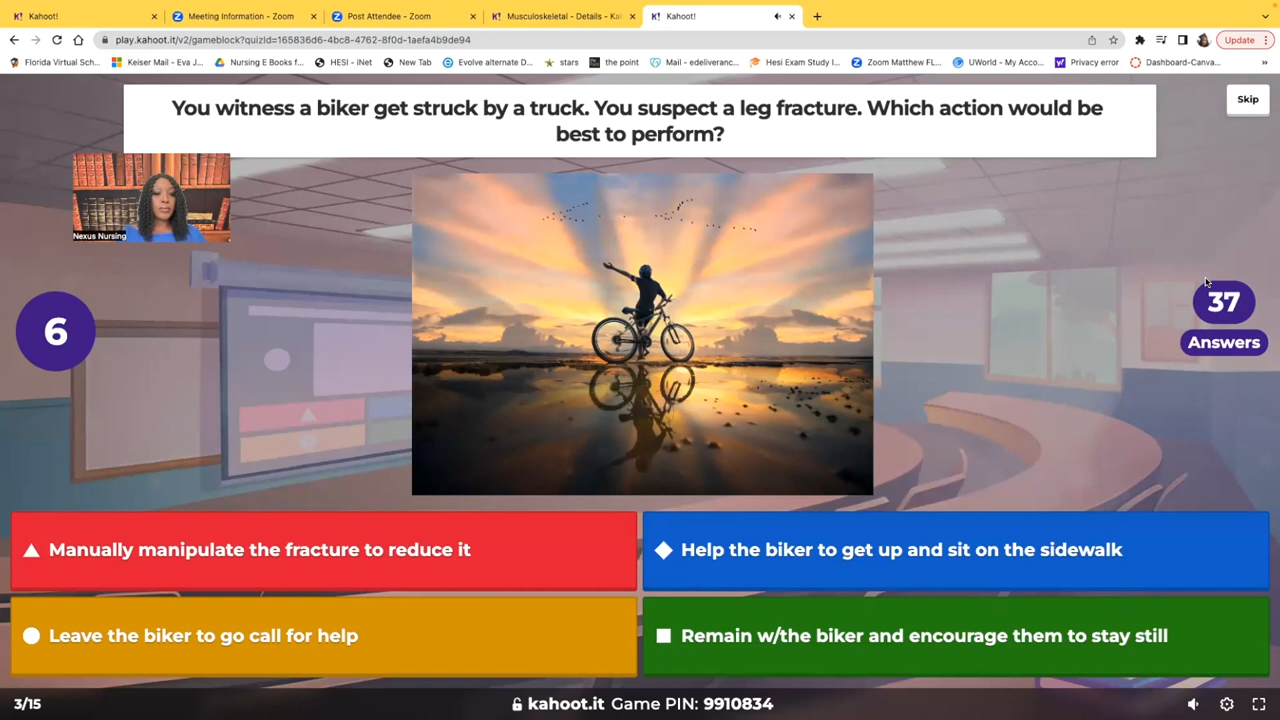 Kahoot!
Meeting Information - Zoom
Post Attendee - Zoom
Musculoskeletal - Details - Ka
Kahoot!
play.kahoot.it/v2/gameblock?quizId=165836d6-4bc8-4762-8f0d-1aefa4b9de94
Update
Florida Virtual Sch...
Keiser Mail - Eva J...
Nursing E Books f...
HESI - iNet
New Tab
Evolve alternate D...
stars
the point
Mail - edeliveranc...
Hesi Exam Study I...
Zoom Matthew FL...
UWorld - My Acco...
Privacy error
Dashboard-Canva...
You witness a biker get struck by a truck. You suspect a leg fracture. Which action would be
best to perform?
Skip
Nexus Nursing
6
37
Answers
Manually manipulate the fracture to reduce it
Help the biker to get up and sit on the sidewalk
Leave the biker to go call for help
Remain w/the biker and encourage them to stay still
3/15
kahoot.it Game PIN: 9910834